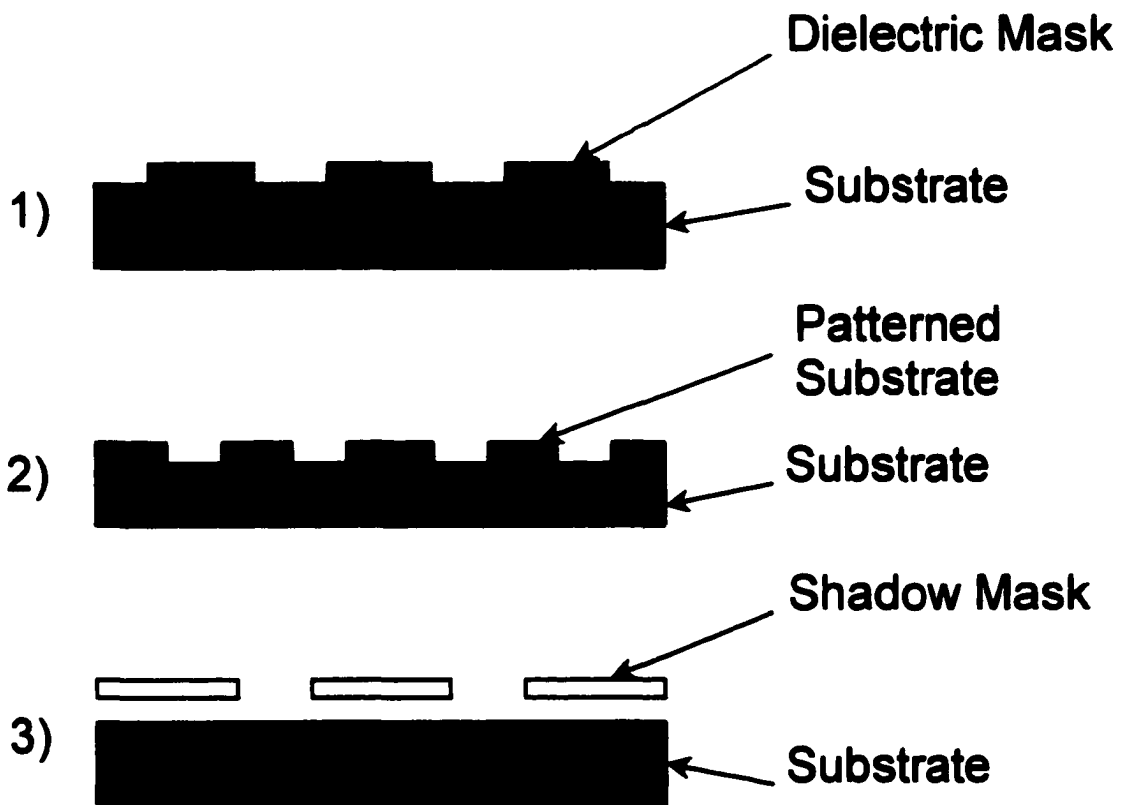 Dielectric Mask
1)
Substrate
Patterned
Substrate
2)
Substrate
Shadow Mask
3)
Substrate